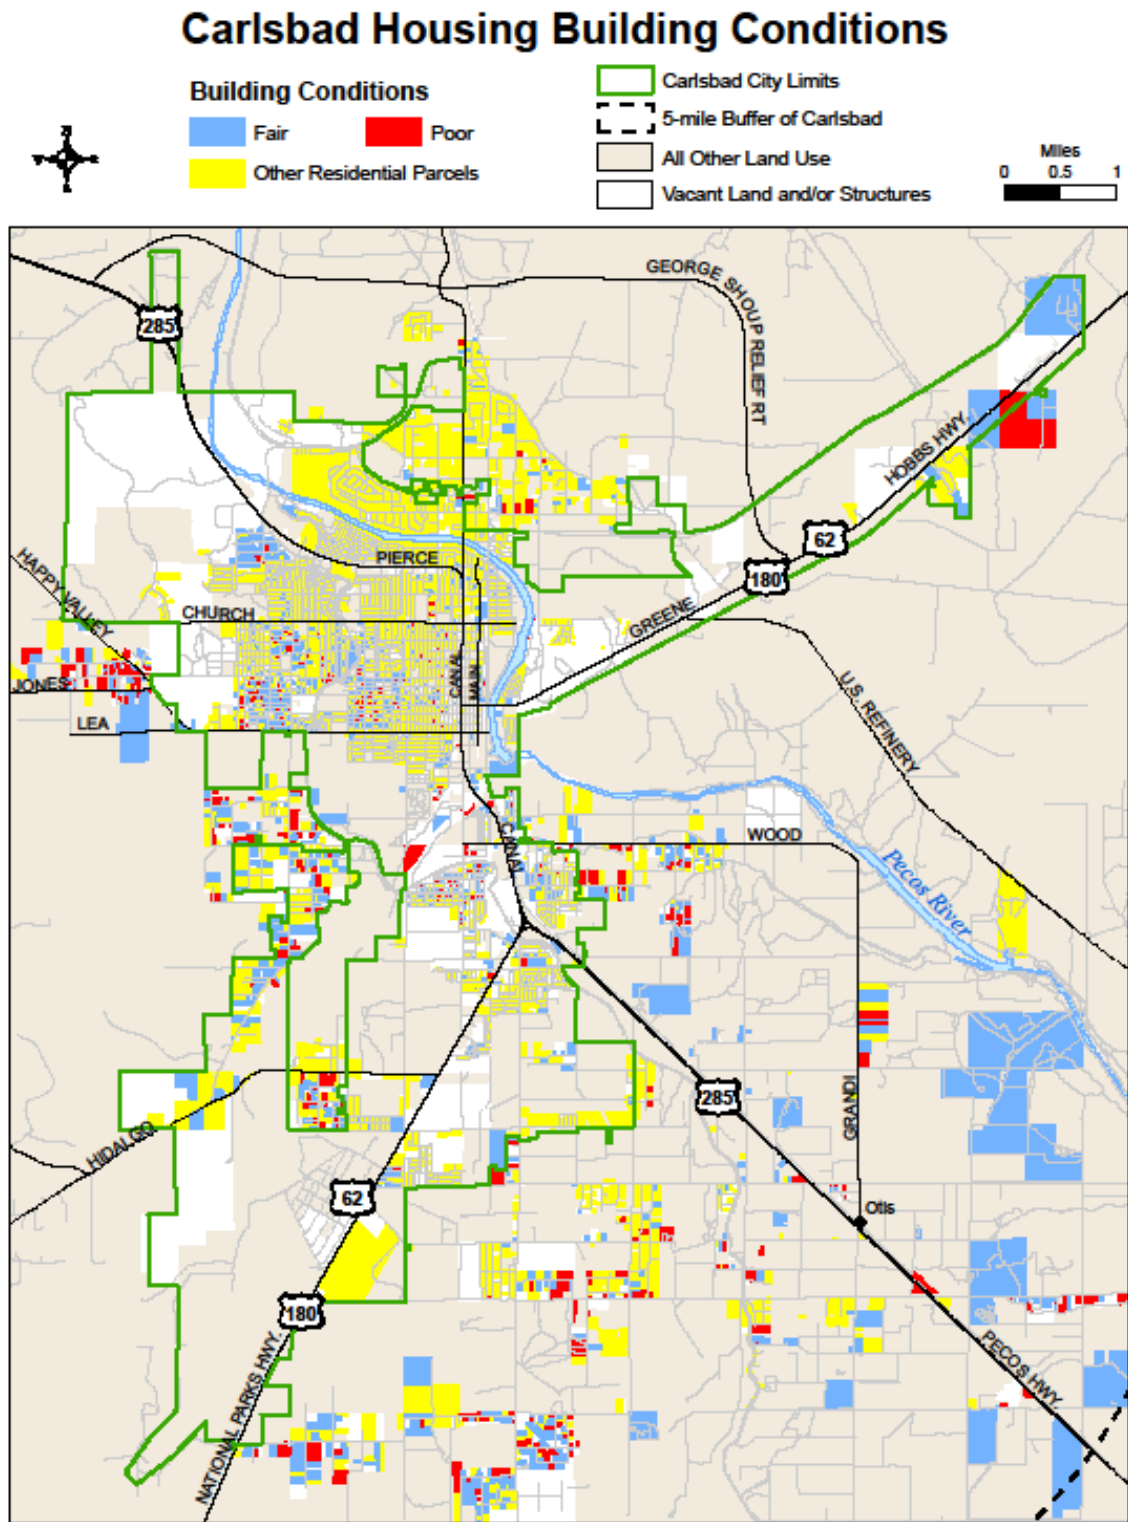 Carlsbad Housing Building Conditions
Building Conditions
Fair
Poor
Other Residential Parcels
Carlsbad City Limits
5-mile Buffer of Carlsbad
All Other Land Use
Vacant Land and/or Structures
Miles
0 0.5 1
N
GEORGE SHOUP RELIEF RT
285
HOBBS HWY.
62
180
PIERCE
HAPPY VALLEY
CHURCH
GREENE
CANAL
MAIN
JONES
LEA
U.S. REFINERY
WOOD
CANAL
Pecos River
GRANDI
285
HIDALGO
62
Otis
180
NATIONAL PARKS HWY.
PECOS HWY.